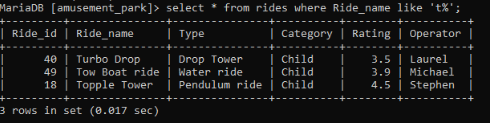 MariaDB [amusement_park]> select * from rides where Ride_name like 't%';
+---------+---------------+---------------+----------+--------+----------+
| Ride_id | Ride_name | Type | Category | Rating | Operator |
+---------+---------------+---------------+----------+--------+----------+
| 40 | Turbo Drop | Drop Tower | Child | 3.5 | Laurel |
| 49 | Tow Boat ride | Water ride | Child | 3.9 | Michael |
| 18 | Topple Tower | Pendulum ride | Child | 4.5 | Stephen |
+---------+---------------+---------------+----------+--------+----------+
3 rows in set (0.017 sec)